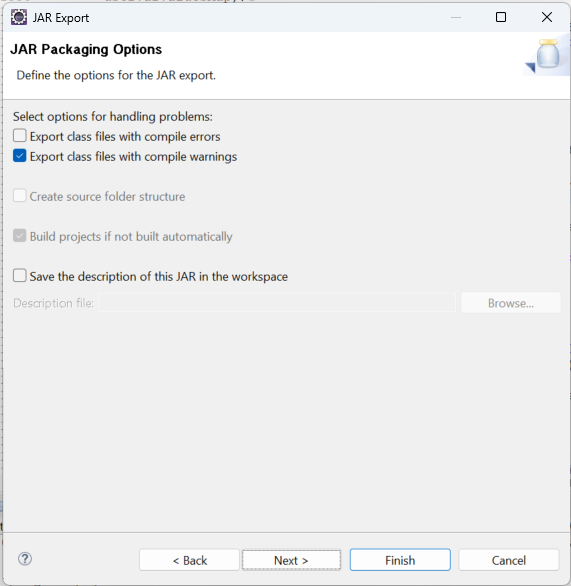 JAR Export
JAR Packaging Options
Define the options for the JAR export.
Select options for handling problems:
Export class files with compile errors
Export class files with compile warnings
Create source folder structure
Build projects if not built automatically
Save the description of this JAR in the workspace
Description file:
Browse...
< Back
Next >
Finish
Cancel